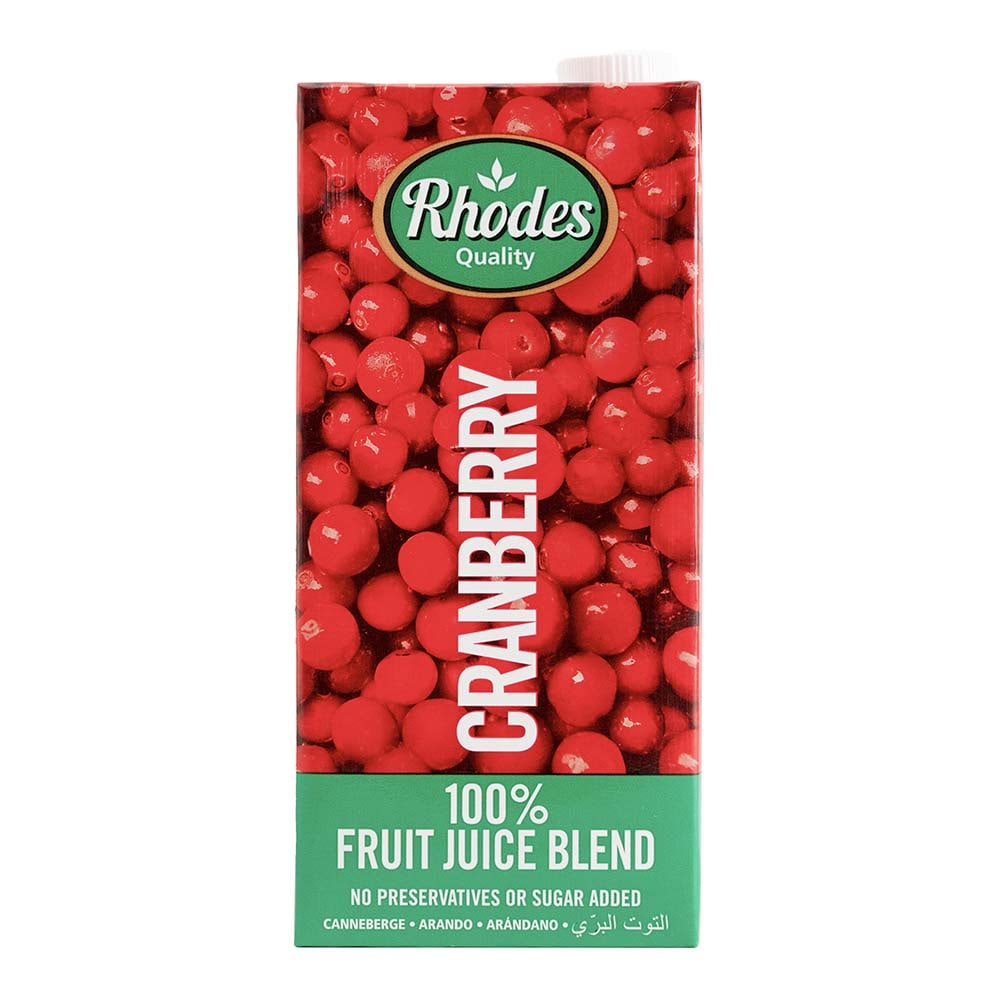 Rhodes
Quality
CRANBERRY
100%
FRUIT JUICE BLEND
NO PRESERVATIVES OR SUGAR ADDED
CANNEBERGE • ARANDO • ARÁNDANO • التوت البرّي